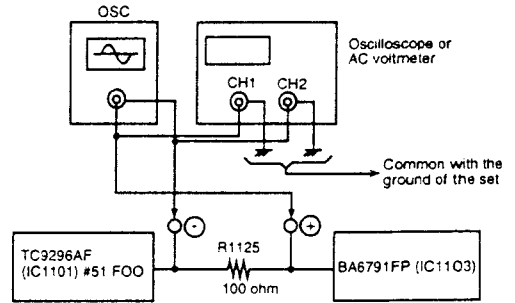 OSC
Oscilloscope or
AC voltmeter
CH1 CH2
Common with the
ground of the set
-
+
R1125
100 ohm
TC9296AF
(IC1101) #51 FOO
BA6791FP (IC1103)